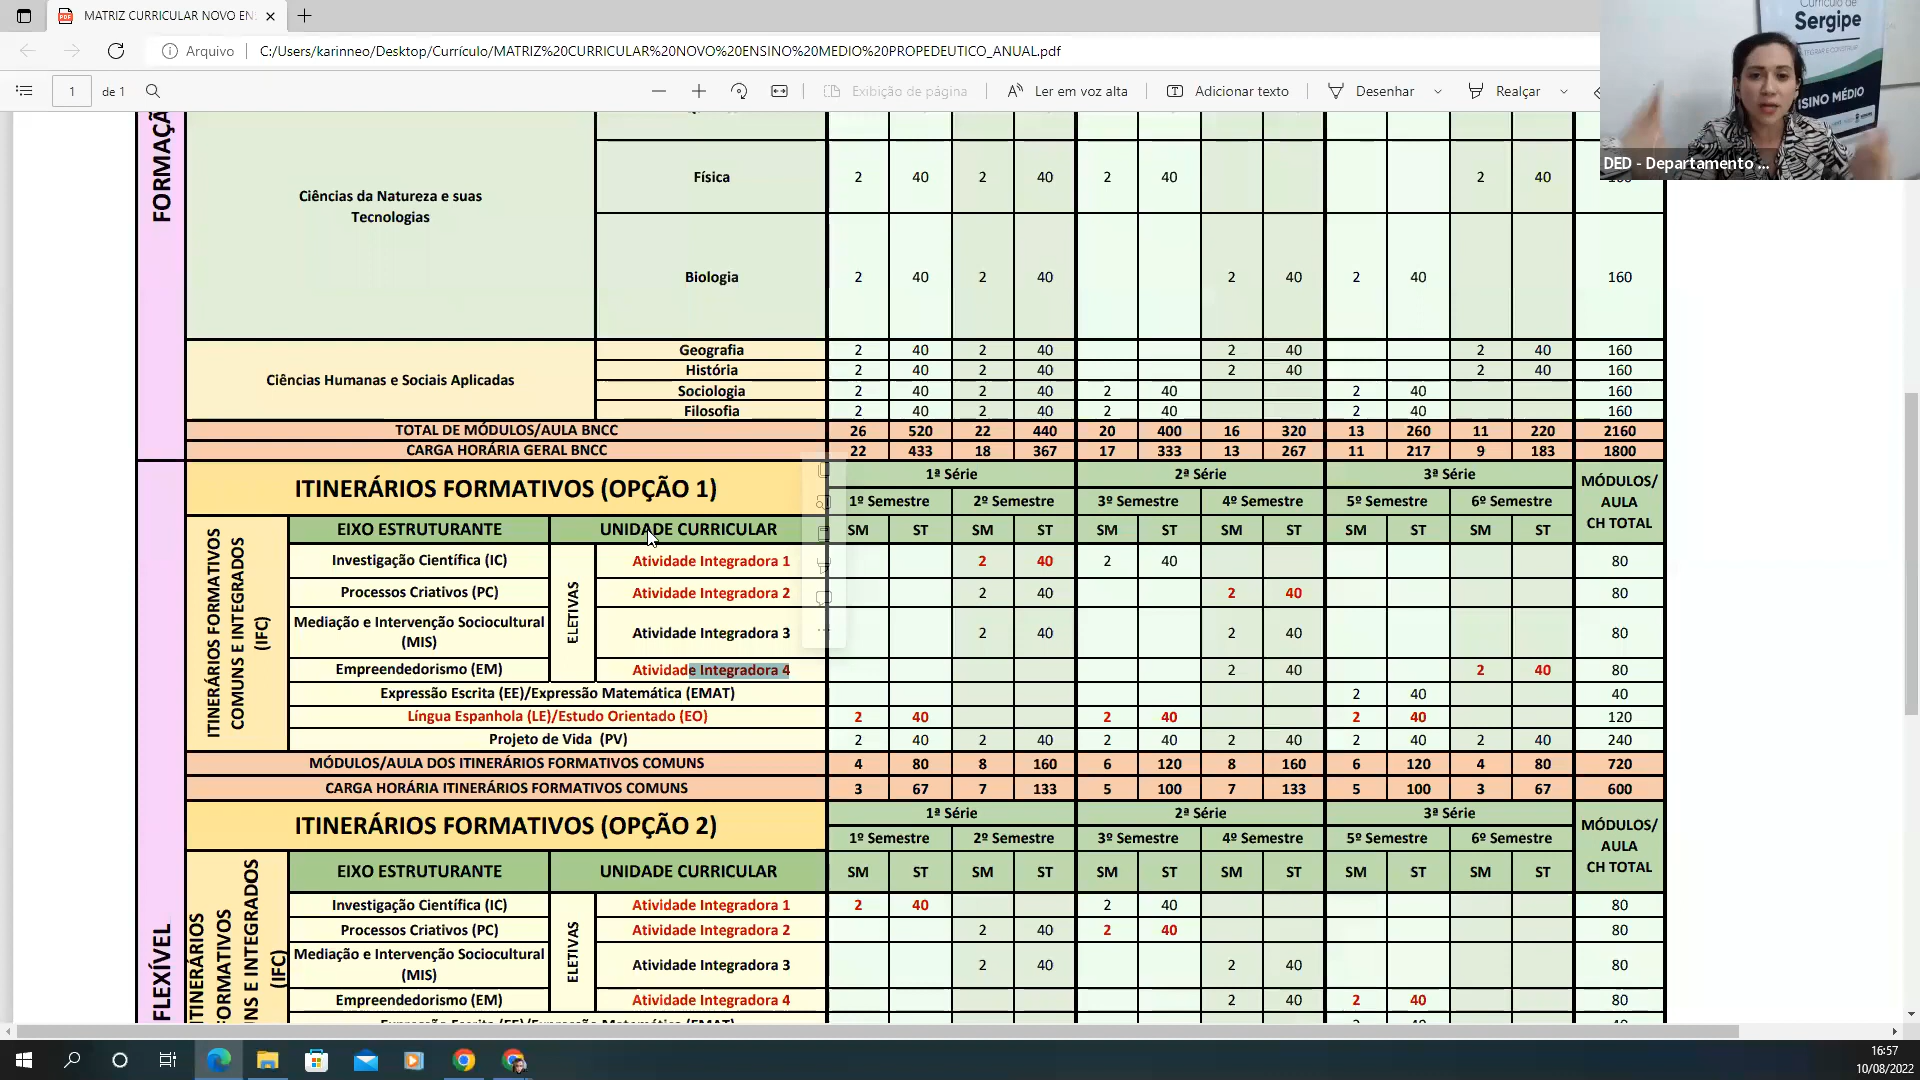 MATRIZ CURRICULAR NOVO EN
Arquivo
C:/Users/karinneo/Desktop/Currículo/MATRIZ%20CURRICULAR%20NOVO%20ENSINO%20MEDIO%20PROPEDEUTICO_ANUAL.pdf
1 de 1
Exibição de página
Ler em voz alta
Adicionar texto
Desenhar
Realçar
Currículo de
Sergipe
INTEGRAR E CONSTRUIR
ENSINO MÉDIO
DED - Departamento ...
FORMAÇÃ
Ciências da Natureza e suas
Tecnologias
Física 2 40 2 40 2 40 2 40
Biologia 2 40 2 40 2 40 2 40 160
Ciências Humanas e Sociais Aplicadas
Geografia 2 40 2 40 2 40 2 40 160
História 2 40 2 40 2 40 2 40 160
Sociologia 2 40 2 40 2 40 2 40 160
Filosofia 2 40 2 40 2 40 2 40 160
TOTAL DE MÓDULOS/AULA BNCC 26 520 22 440 20 400 16 320 13 260 11 220 2160
CARGA HORÁRIA GERAL BNCC 22 433 18 367 17 333 13 267 11 217 9 183 1800
FLEXÍVEL
ITINERÁRIOS FORMATIVOS (OPÇÃO 1)
1ª Série 2ª Série 3ª Série
MÓDULOS/
AULA
CH TOTAL
1º Semestre 2º Semestre 3º Semestre 4º Semestre 5º Semestre 6º Semestre
EIXO ESTRUTURANTE UNIDADE CURRICULAR SM ST SM ST SM ST SM ST SM ST SM ST
ITINERÁRIOS FORMATIVOS
COMUNS E INTEGRADOS
(IFC)
ELETIVAS
Investigação Científica (IC) Atividade Integradora 1 2 40 2 40 80
Processos Criativos (PC) Atividade Integradora 2 2 40 2 40 80
Mediação e Intervenção Sociocultural
(MIS)
Atividade Integradora 3 2 40 2 40 80
Empreendedorismo (EM) Atividade Integradora 4 2 40 2 40 80
Expressão Escrita (EE)/Expressão Matemática (EMAT) 2 40 40
Língua Espanhola (LE)/Estudo Orientado (EO) 2 40 2 40 2 40 120
Projeto de Vida (PV) 2 40 2 40 2 40 2 40 2 40 2 40 240
MÓDULOS/AULA DOS ITINERÁRIOS FORMATIVOS COMUNS 4 80 8 160 6 120 8 160 6 120 4 80 720
CARGA HORÁRIA ITINERÁRIOS FORMATIVOS COMUNS 3 67 7 133 5 100 7 133 5 100 3 67 600
ITINERÁRIOS FORMATIVOS (OPÇÃO 2)
1ª Série 2ª Série 3ª Série
MÓDULOS/
AULA
CH TOTAL
1º Semestre 2º Semestre 3º Semestre 4º Semestre 5º Semestre 6º Semestre
EIXO ESTRUTURANTE UNIDADE CURRICULAR SM ST SM ST SM ST SM ST SM ST SM ST
ITINERÁRIOS
FORMATIVOS
NS E INTEGRADOS
(IFC)
ELETIVAS
Investigação Científica (IC) Atividade Integradora 1 2 40 2 40 80
Processos Criativos (PC) Atividade Integradora 2 2 40 2 40 80
Mediação e Intervenção Sociocultural
(MIS)
Atividade Integradora 3 2 40 2 40 80
Empreendedorismo (EM) Atividade Integradora 4 2 40 2 40 80
16:57
10/08/2022